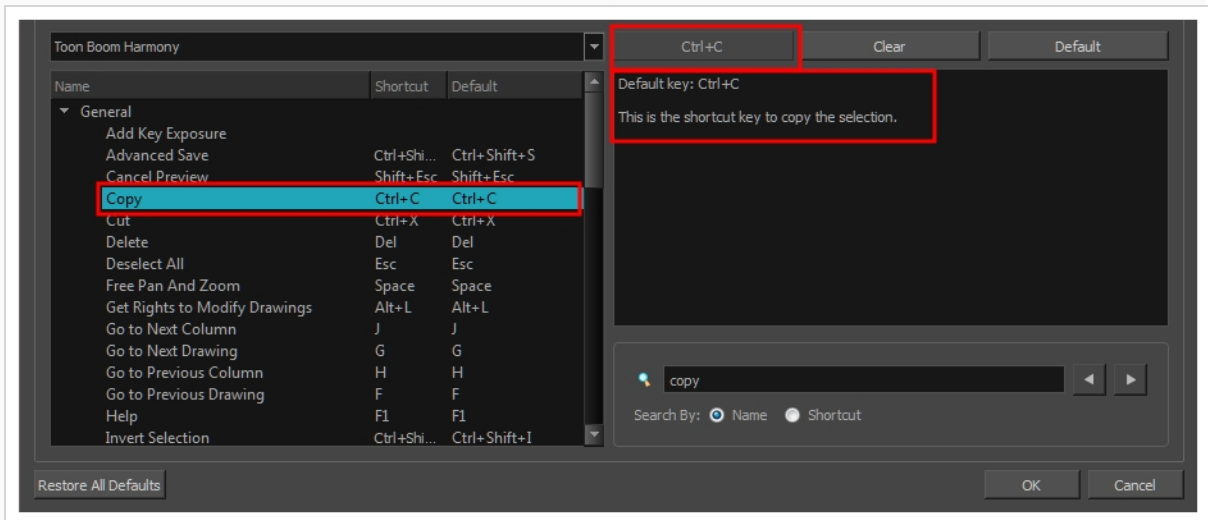 Toon Boom Harmony
Ctrl+C Clear Default
Name Shortcut Default
General
Add Key Exposure
Advanced Save Ctrl+Shi... Ctrl+Shift+S
Cancel Preview Shift+Esc Shift+Esc
Copy Ctrl+C Ctrl+C
Cut Ctrl+X Ctrl+X
Delete Del Del
Deselect All Esc Esc
Free Pan And Zoom Space Space
Get Rights to Modify Drawings Alt+L Alt+L
Go to Next Column J J
Go to Next Drawing G G
Go to Previous Column H H
Go to Previous Drawing F F
Help F1 F1
Invert Selection Ctrl+Shi... Ctrl+Shift+I
Default key: Ctrl+C
This is the shortcut key to copy the selection.
copy
Search By: Name Shortcut
Restore All Defaults OK Cancel